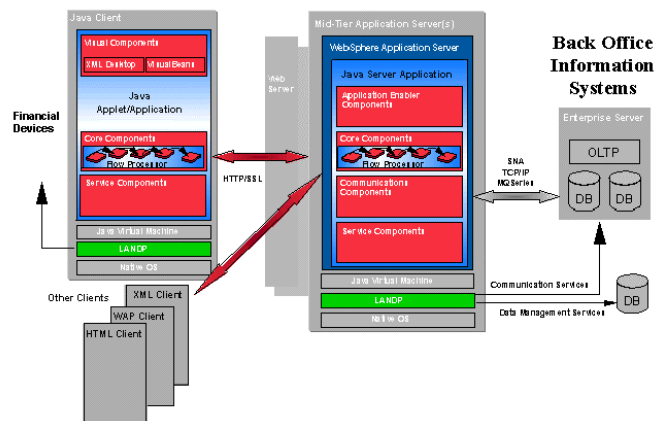 Java Client
Visual Components
XML Desktop
Visual Beans
Java
Applet/Application
Core Components
Flow Processor
Service Components
Java Virtual Machine
LANDP
Native OS
Financial
Devices
Other Clients
XML Client
WAP Client
HTML Client
HTTP/SSL
Web
Server
Mid-Tier Application Server(s)
WebSphere Application Server
Java Server Application
Application Enabler
Components
Core Components
Flow Processor
Communications
Components
Service Components
Java Virtual Machine
LANDP
Native OS
SNA
TCP/IP
MQSeries
Back Office
Information
Systems
Enterprise Server
OLTP
DB
DB
Communication Services
Data Management Services
DB